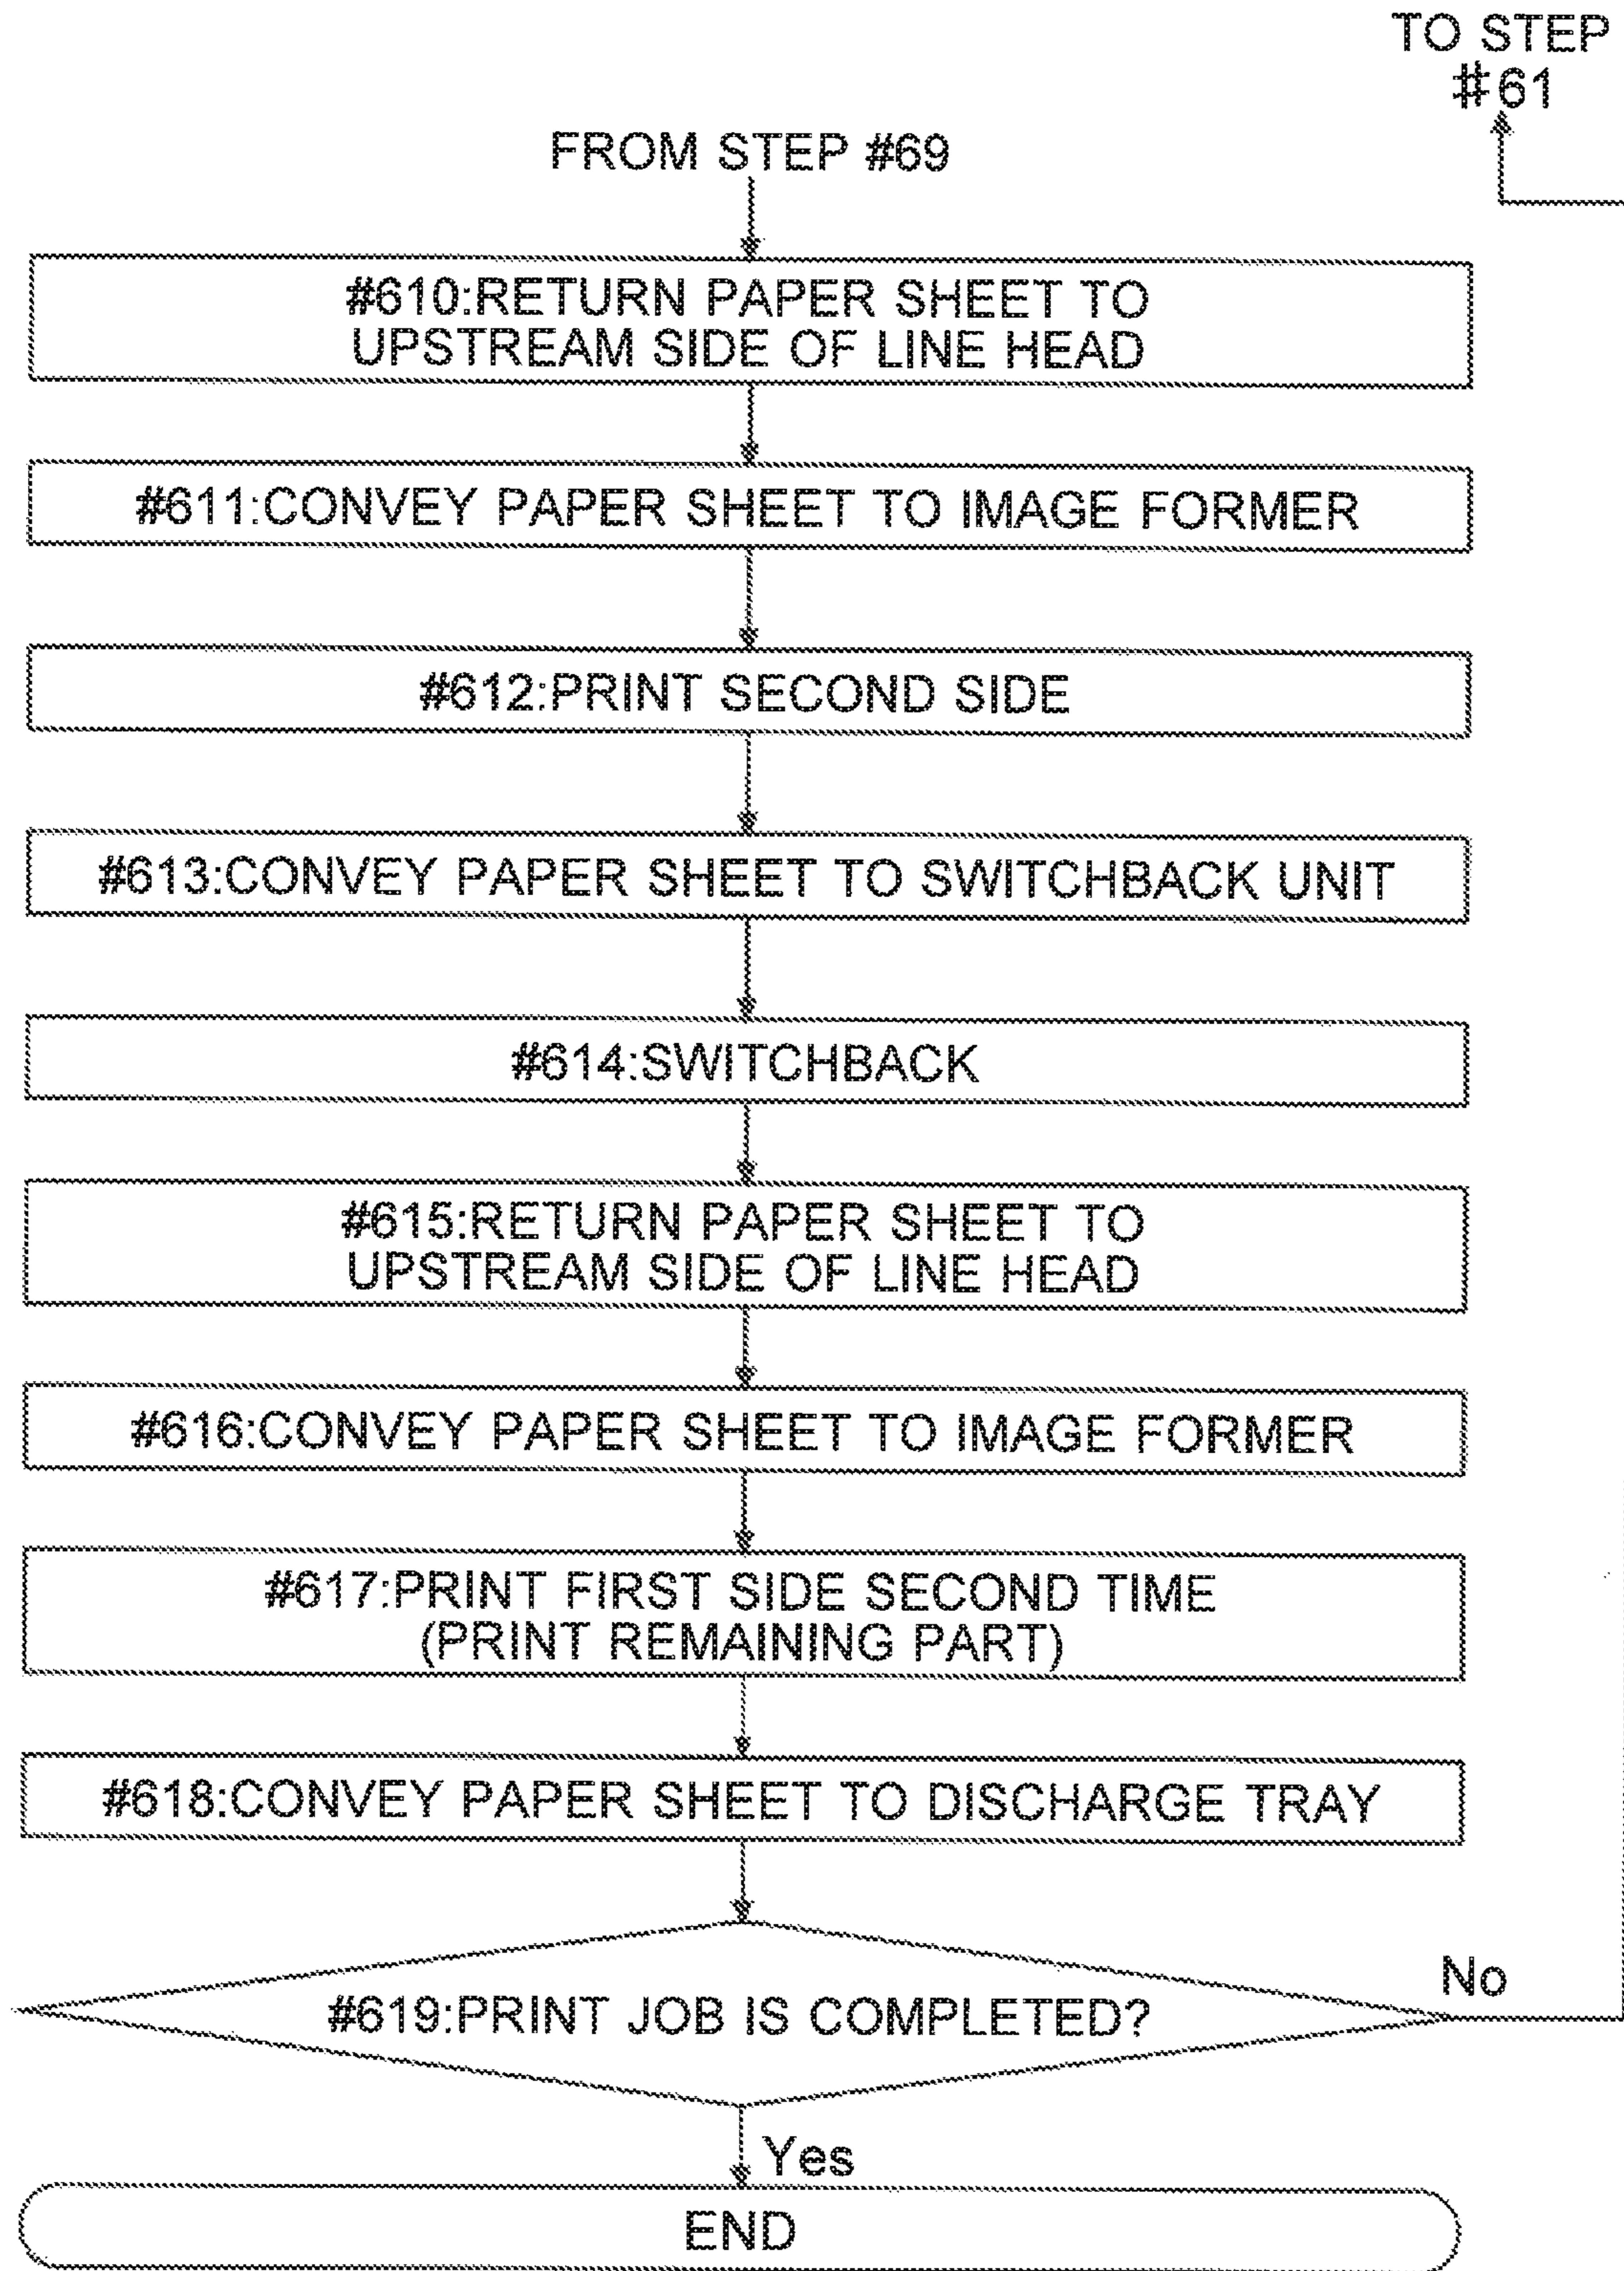 TO STEP
#61
FROM STEP #69
#610:RETURN PAPER SHEET TO
UPSTREAM SIDE OF LINE HEAD
#611:CONVEY PAPER SHEET TO IMAGE FORMER
#612:PRINT SECOND SIDE
#613:CONVEY PAPER SHEET TO SWITCHBACK UNIT
#614:SWITCHBACK
#615:RETURN PAPER SHEET TO
UPSTREAM SIDE OF LINE HEAD
#616:CONVEY PAPER SHEET TO IMAGE FORMER
#617:PRINT FIRST SIDE SECOND TIME
(PRINT REMAINING PART)
#618:CONVEY PAPER SHEET TO DISCHARGE TRAY
No
#619:PRINT JOB IS COMPLETED?
Yes
END